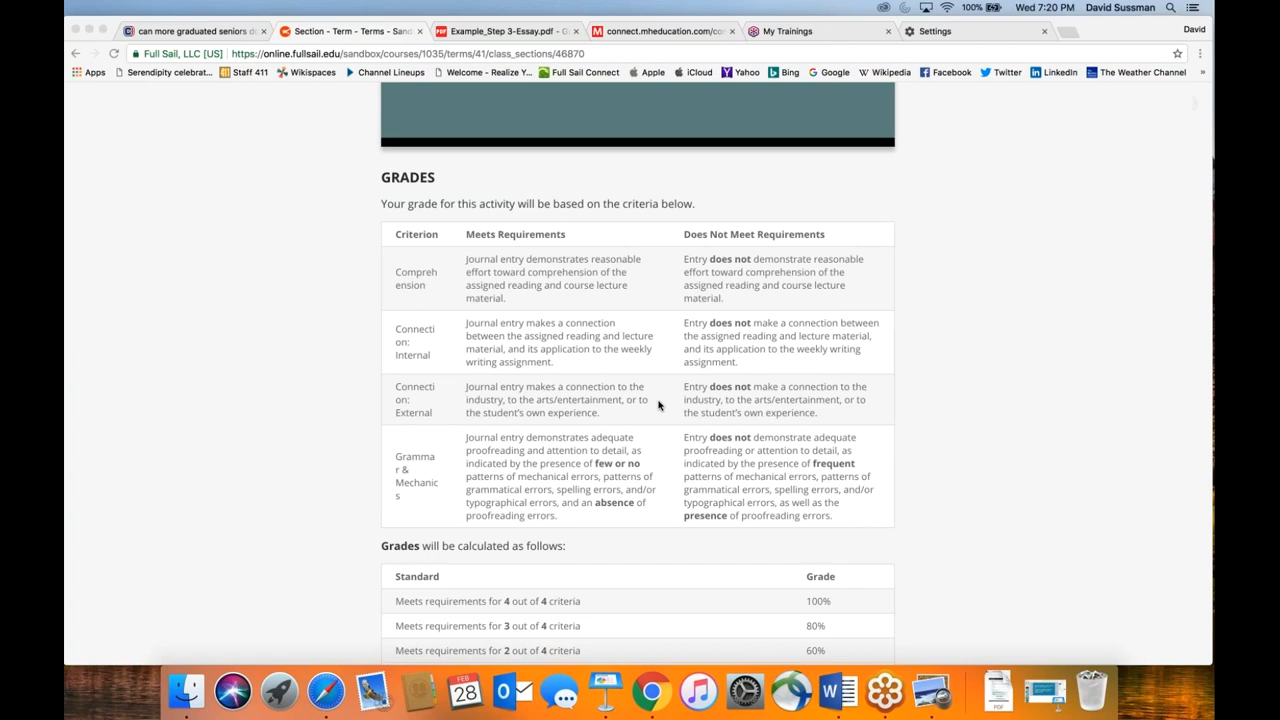 100% Wed 7:20 PM David Sussman
can more graduated seniors d
Section - Term - Terms - Sand
Example_Step 3-Essay.pdf - G
connect.mheducation.com/co
My Trainings
Settings
David
Full Sail, LLC [US] https://online.fullsail.edu/sandbox/courses/1035/terms/41/class_sections/46870
Apps Serendipity celebrat... Staff 411 Wikispaces Channel Lineups Welcome - Realize Y... Full Sail Connect Apple iCloud Yahoo Bing Google Wikipedia Facebook Twitter LinkedIn The Weather Channel »
GRADES
Your grade for this activity will be based on the criteria below.
Criterion Meets Requirements Does Not Meet Requirements
Compreh
ension
Journal entry demonstrates reasonable
effort toward comprehension of the
assigned reading and course lecture
material.
Entry does not demonstrate reasonable
effort toward comprehension of the
assigned reading and course lecture
material.
Connecti
on:
Internal
Journal entry makes a connection
between the assigned reading and lecture
material, and its application to the weekly
writing assignment.
Entry does not make a connection between
the assigned reading and lecture material,
and its application to the weekly writing
assignment.
Connecti
on:
External
Journal entry makes a connection to the
industry, to the arts/entertainment, or to
the student's own experience.
Entry does not make a connection to the
industry, to the arts/entertainment, or to
the student's own experience.
Gramma
r &
Mechanic
s
Journal entry demonstrates adequate
proofreading and attention to detail, as
indicated by the presence of few or no
patterns of mechanical errors, patterns of
grammatical errors, spelling errors, and/or
typographical errors, and an absence of
proofreading errors.
Entry does not demonstrate adequate
proofreading or attention to detail, as
indicated by the presence of frequent
patterns of mechanical errors, patterns of
grammatical errors, spelling errors, and/or
typographical errors, as well as the
presence of proofreading errors.
Grades will be calculated as follows:
Standard Grade
Meets requirements for 4 out of 4 criteria 100%
Meets requirements for 3 out of 4 criteria 80%
Meets requirements for 2 out of 4 criteria 60%
FEB
28
PDF